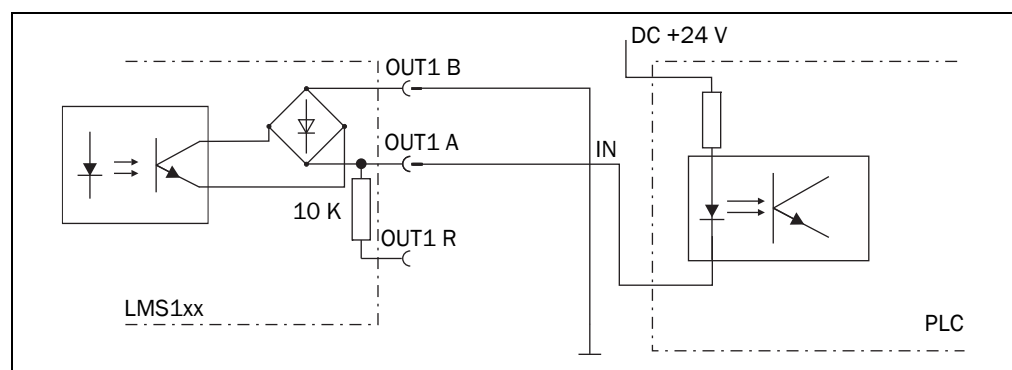 DC +24 V
OUT1 B
OUT1 A
IN
10 K
OUT1 R
LMS1xx
PLC